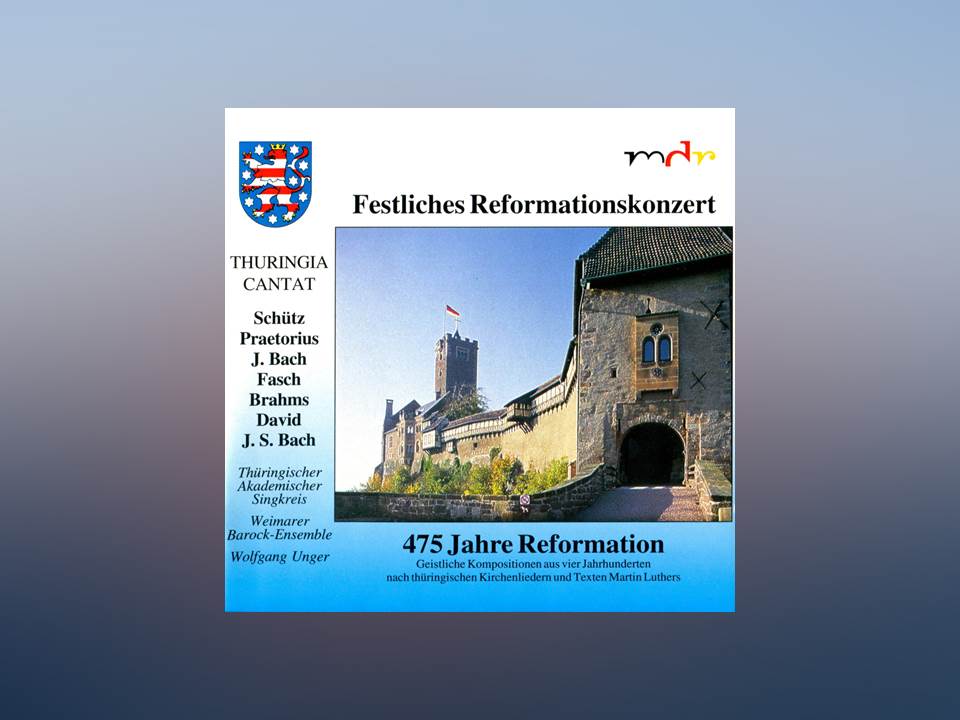 mdr
Festliches Reformationskonzert
THURINGIA
CANTAT
Schütz
Praetorius
J. Bach
Fasch
Brahms
David
J. S. Bach
Thüringischer
Akademischer
Singkreis
Weimarer
Barock-Ensemble
Wolfgang Unger
475 Jahre Reformation
Geistliche Kompositionen aus vier Jahrhunderten
nach thüringischen Kirchenliedern und Texten Martin Luthers